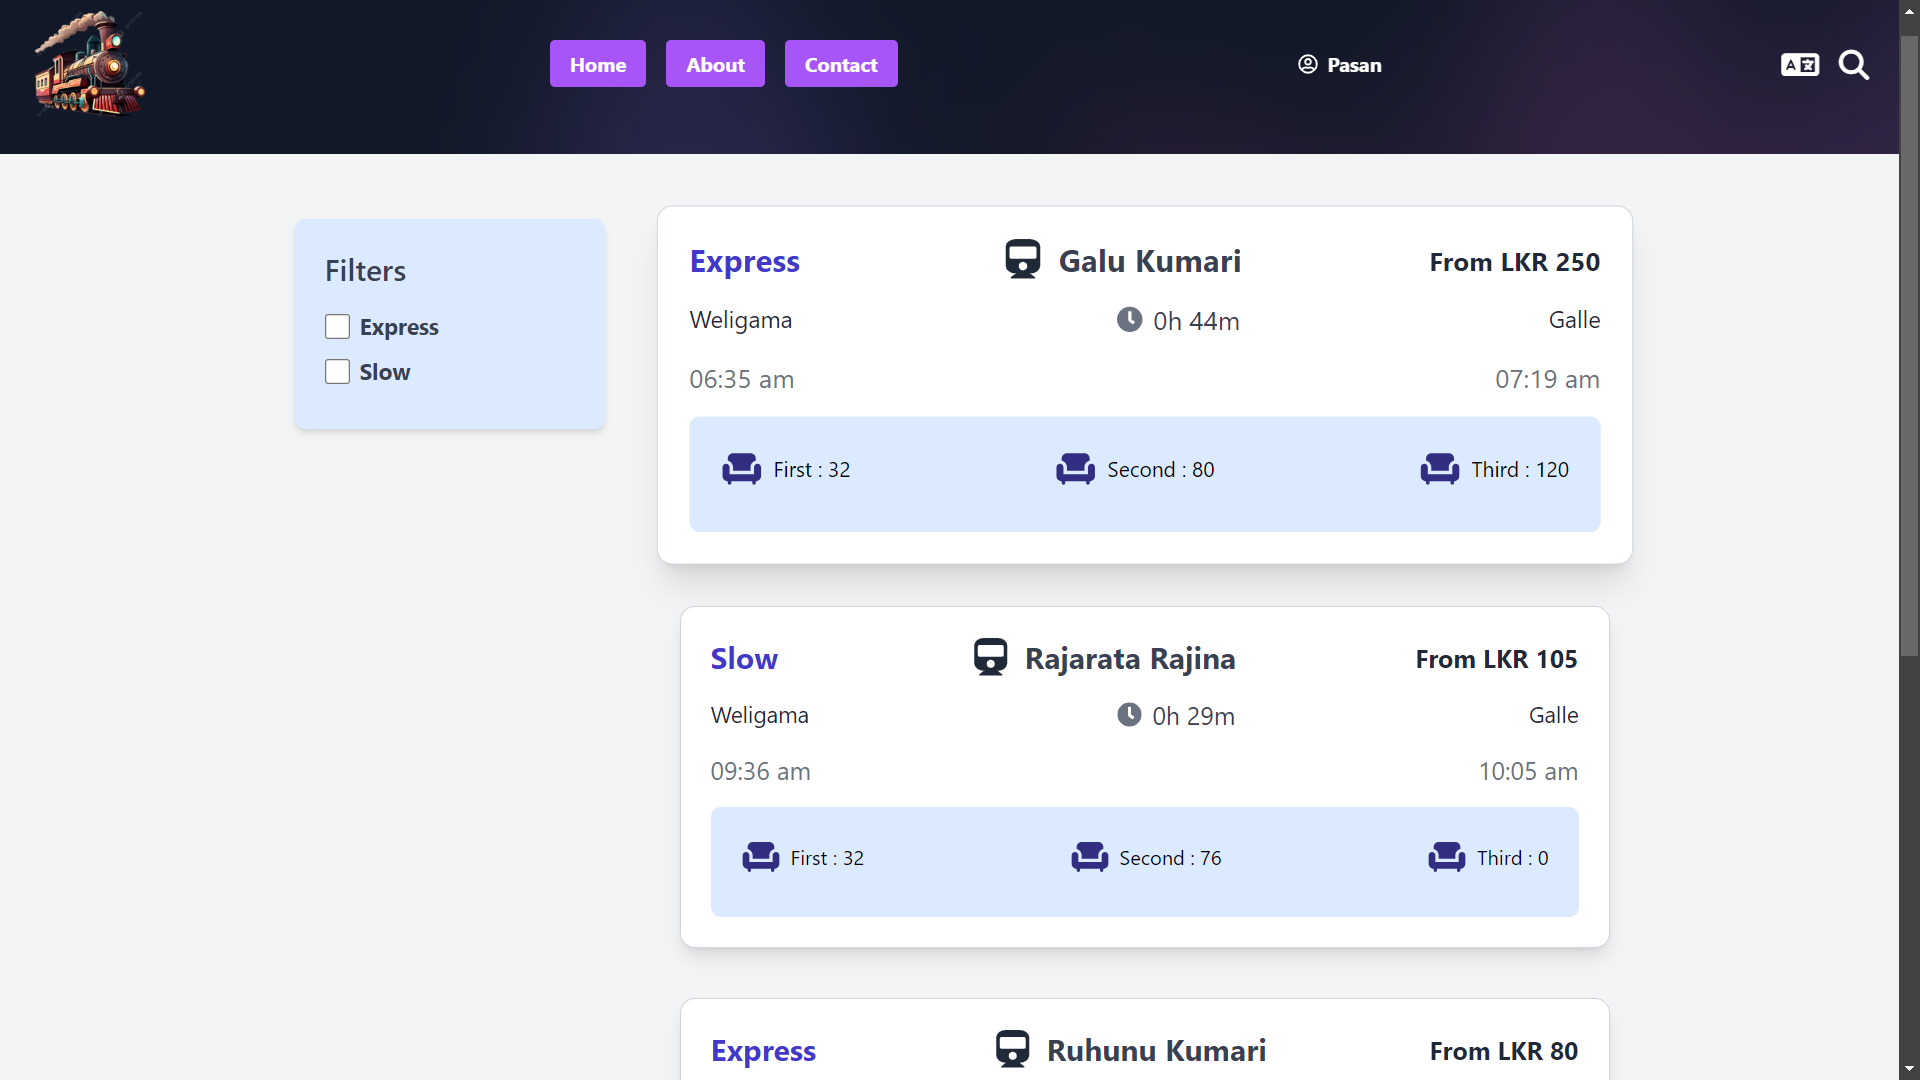 Home About Contact Pasan A 文
Filters
Express
Slow
Express Galu Kumari From LKR 250
Weligama 0h 44m Galle
06:35 am 07:19 am
First : 32 Second : 80 Third : 120
Slow Rajarata Rajina From LKR 105
Weligama 0h 29m Galle
09:36 am 10:05 am
First : 32 Second : 76 Third : 0
Express Ruhunu Kumari From LKR 80